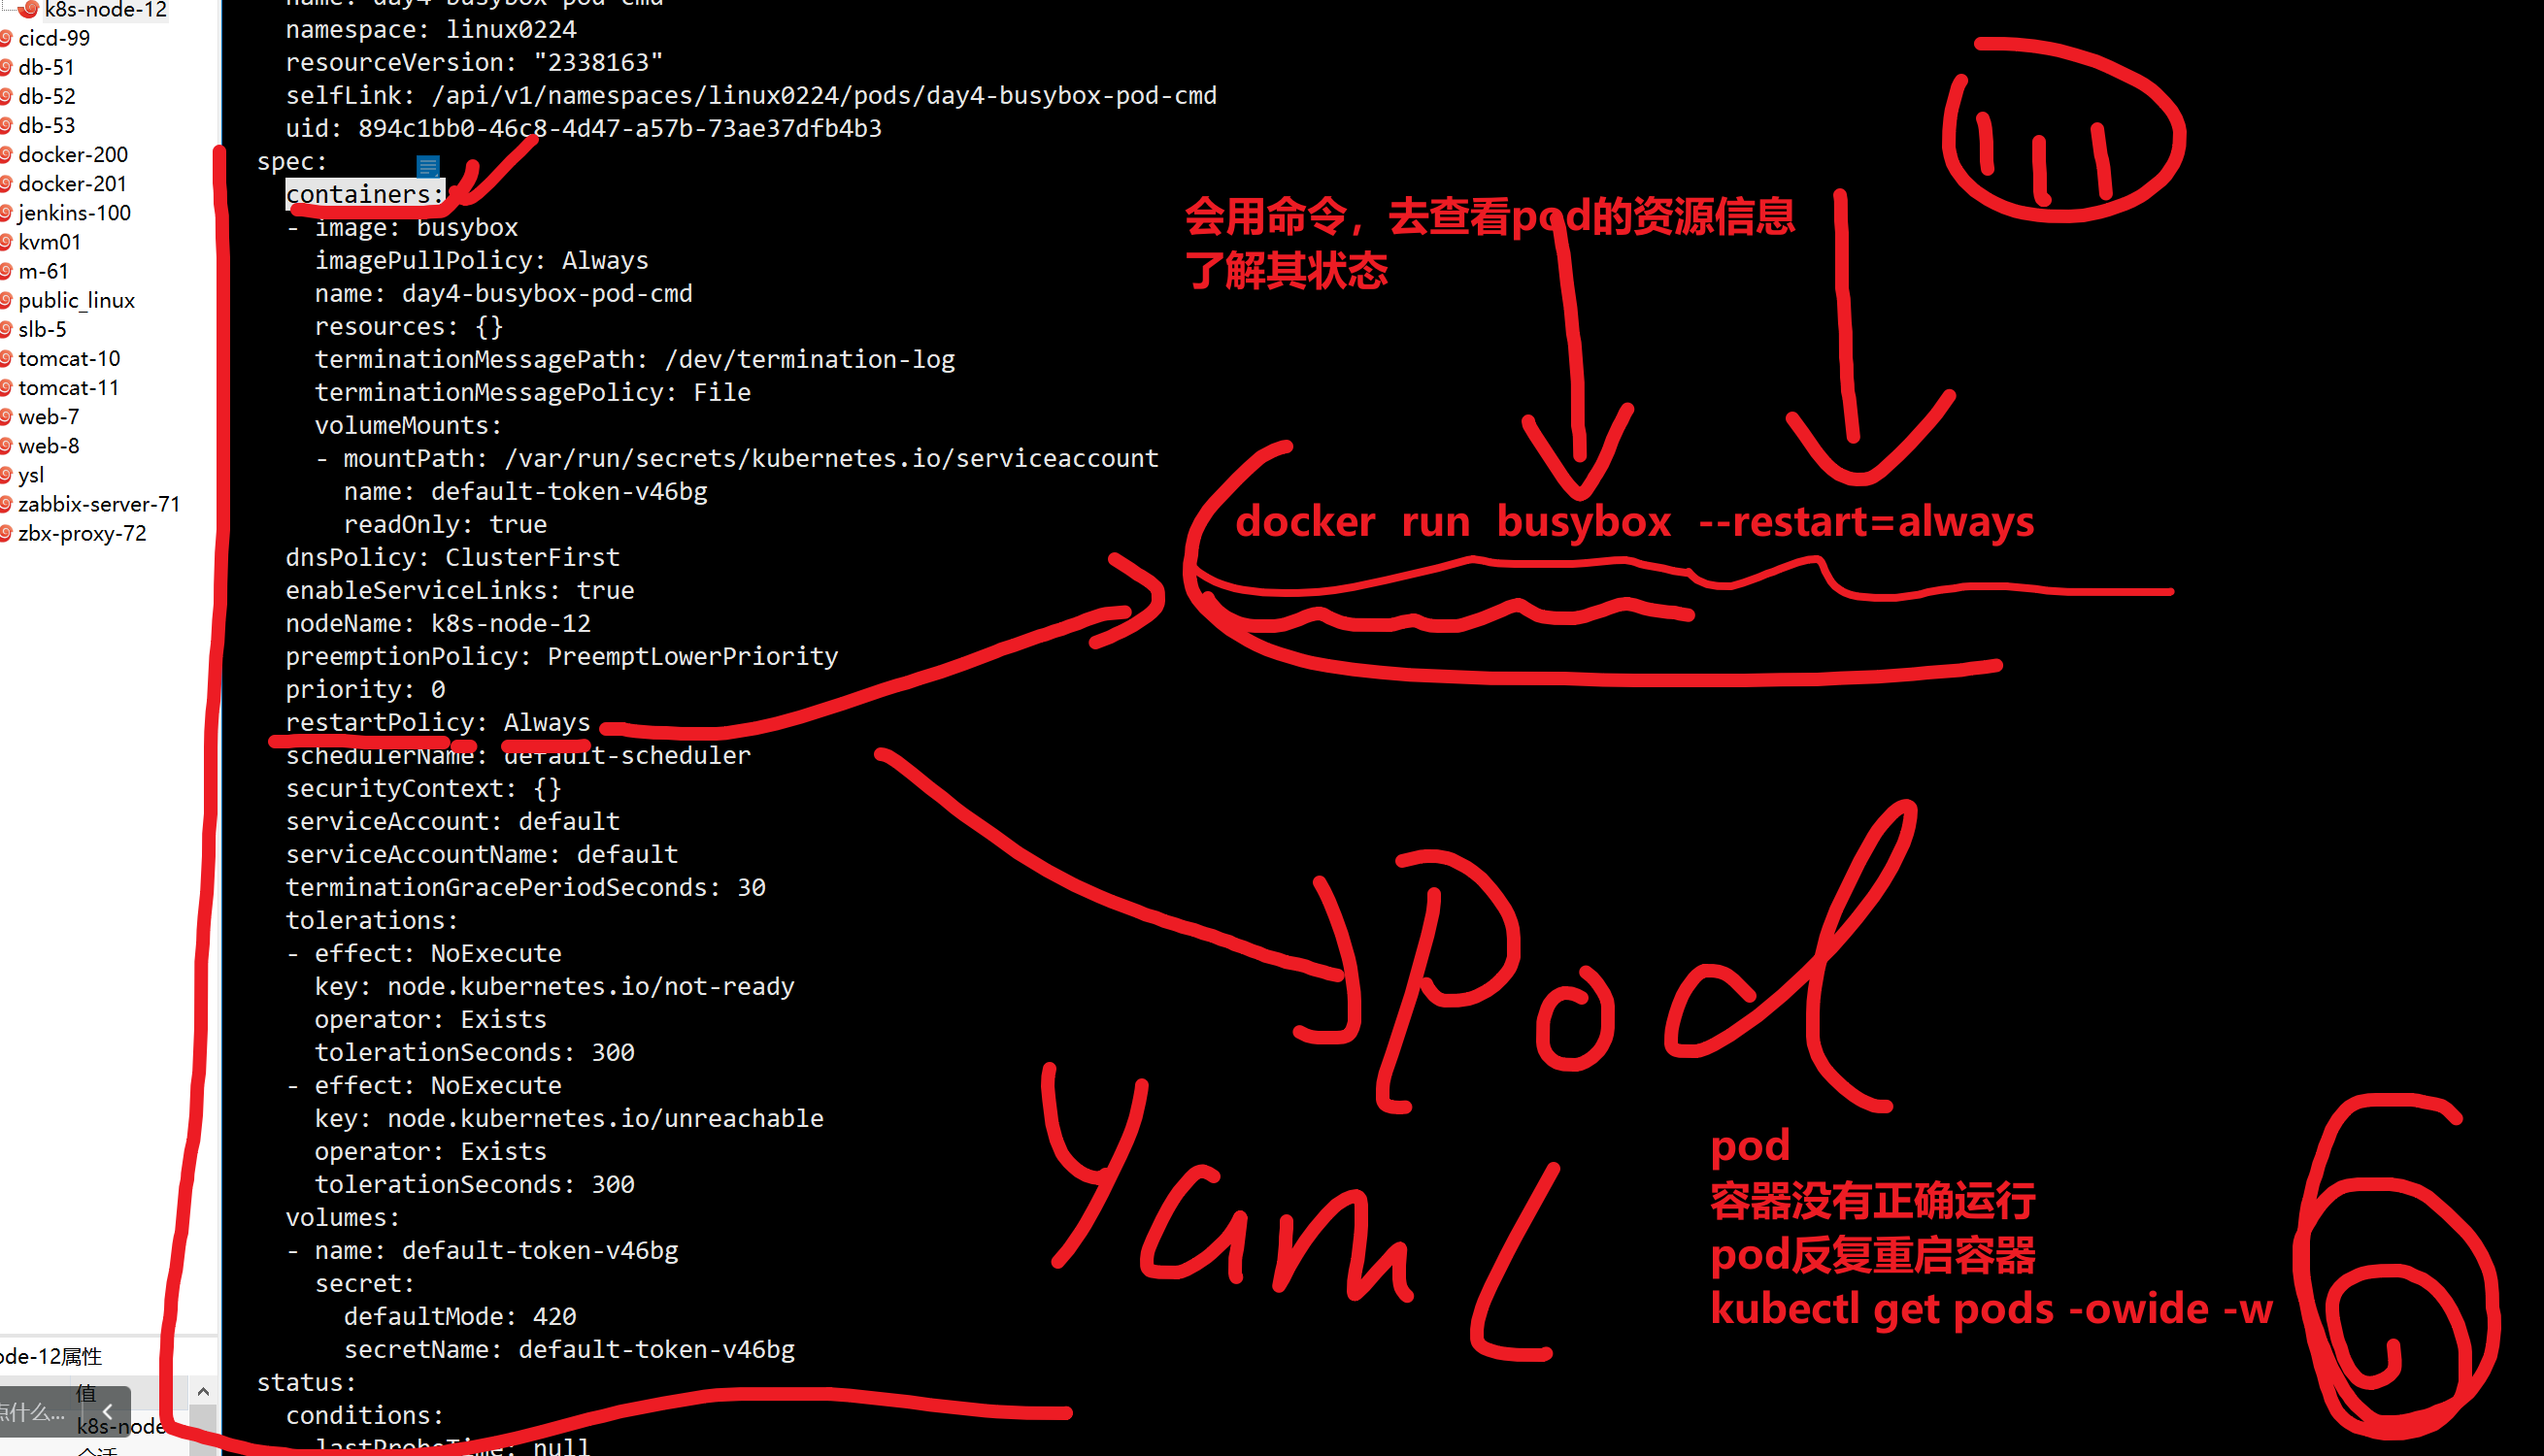 k8s-node-12
cicd-99
db-51
db-52
db-53
docker-200
docker-201
jenkins-100
kvm01
m-61
public_linux
slb-5
tomcat-10
tomcat-11
web-7
web-8
ysl
zabbix-server-71
zbx-proxy-72
ode-12属性
值
点什么...
k8s-node
name: day4-busybox-pod-cmd
namespace: linux0224
resourceVersion: "2338163"
selfLink: /api/v1/namespaces/linux0224/pods/day4-busybox-pod-cmd
uid: 894c1bb0-46c8-4d47-a57b-73ae37dfb4b3
spec:
containers:
- image: busybox
imagePullPolicy: Always
name: day4-busybox-pod-cmd
resources: {}
terminationMessagePath: /dev/termination-log
terminationMessagePolicy: File
volumeMounts:
- mountPath: /var/run/secrets/kubernetes.io/serviceaccount
name: default-token-v46bg
readOnly: true
dnsPolicy: ClusterFirst
enableServiceLinks: true
nodeName: k8s-node-12
preemptionPolicy: PreemptLowerPriority
priority: 0
restartPolicy: Always
schedulerName: default-scheduler
securityContext: {}
serviceAccount: default
serviceAccountName: default
terminationGracePeriodSeconds: 30
tolerations:
- effect: NoExecute
key: node.kubernetes.io/not-ready
operator: Exists
tolerationSeconds: 300
- effect: NoExecute
key: node.kubernetes.io/unreachable
operator: Exists
tolerationSeconds: 300
volumes:
- name: default-token-v46bg
secret:
defaultMode: 420
secretName: default-token-v46bg
status:
conditions:
- lastProbeTime: null
会用命令，去查看pod的资源信息
了解其状态
docker run busybox --restart=always
Pod
Yaml
pod
容器没有正确运行
pod反复重启容器
kubectl get pods -owide -w